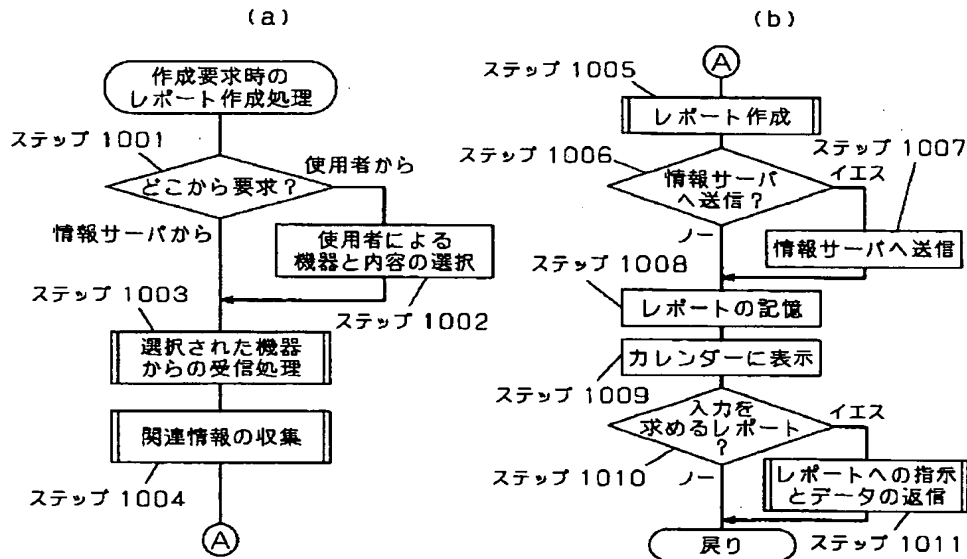 (a)
作成要求時の
レポート作成処理
ステップ 1001
どこから要求?
使用者から
情報サーバから
使用者による
機器と内容の選択
ステップ 1002
ステップ 1003
選択された機器
からの受信処理
関連情報の収集
ステップ 1004
A
(b)
A
ステップ 1005
レポート作成
ステップ 1006
情報サーバ
へ送信?
イエス
ステップ 1007
情報サーバへ送信
ノー
ステップ 1008
レポートの記憶
カレンダーに表示
ステップ 1009
入力を
求めるレポート
?
イエス
ステップ 1010
ノー
レポートへの指示
とデータの返信
ステップ 1011
戻り